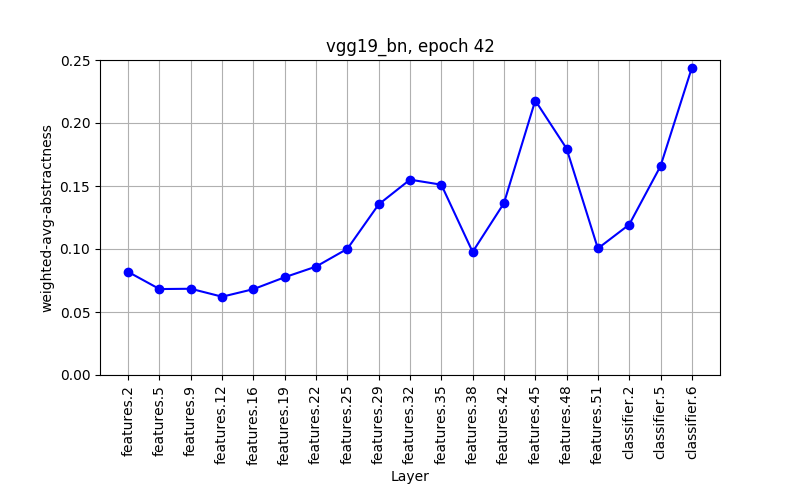 vgg19_bn, epoch 42
weighted-avg-abstractness
0.25
0.20
0.15
0.10
0.05
0.00
features.2
features.5
features.9
features.12
features.16
features.19
features.22
features.25
features.29
features.32
features.35
features.38
features.42
features.45
features.48
features.51
classifier.2
classifier.5
classifier.6
Layer